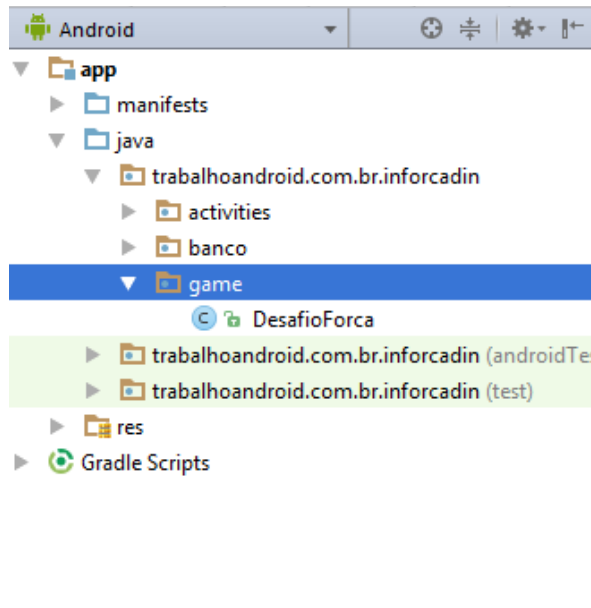 Android
app
manifests
java
trabalhoandroid.com.br.inforcadin
activities
banco
game
C DesafioForca
trabalhoandroid.com.br.inforcadin (androidTes
trabalhoandroid.com.br.inforcadin (test)
res
Gradle Scripts